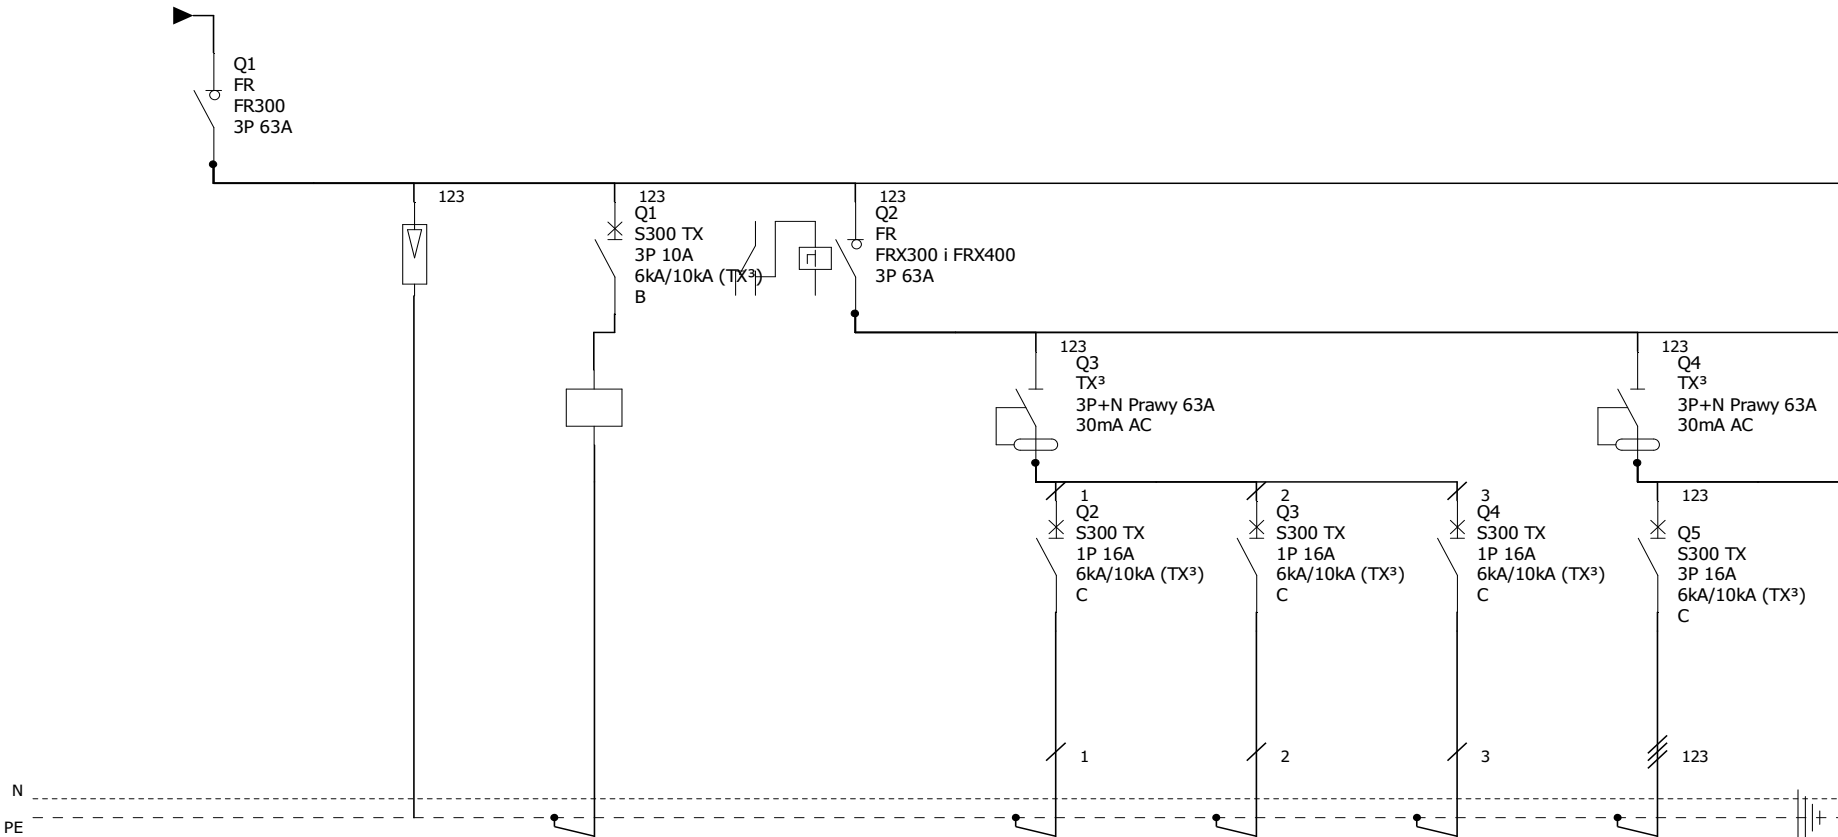 Q1
FR
FR300
3P 63A
123
123
Q1
S300 TX
3P 10A
6kA/10kA (TX³)
B
123
Q2
FR
FRX300 i FRX400
3P 63A
123
Q3
TX³
3P+N Prawy 63A
30mA AC
123
Q4
TX³
3P+N Prawy 63A
30mA AC
1
Q2
S300 TX
1P 16A
6kA/10kA (TX³)
C
2
Q3
S300 TX
1P 16A
6kA/10kA (TX³)
C
3
Q4
S300 TX
1P 16A
6kA/10kA (TX³)
C
123
Q5
S300 TX
3P 16A
6kA/10kA (TX³)
C
1
2
3
123
N
PE